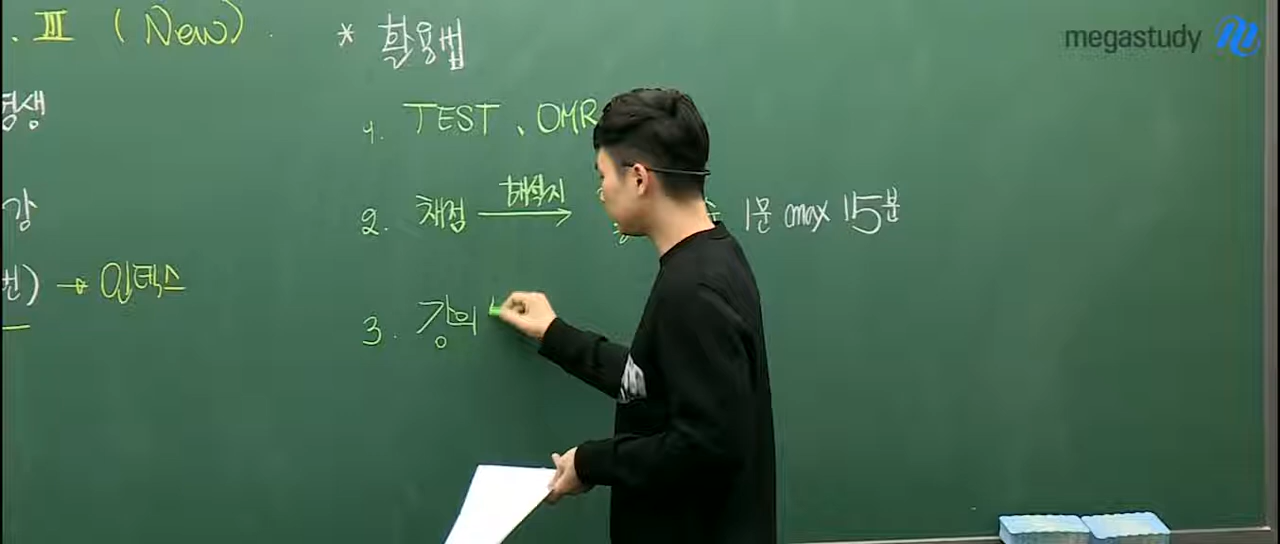 . Ⅲ (New).
* 활용법
1. TEST, OMR
2. 채점 해설지 → 1문 max 15분
3. 강의
강
→ 인덱스
megastudy